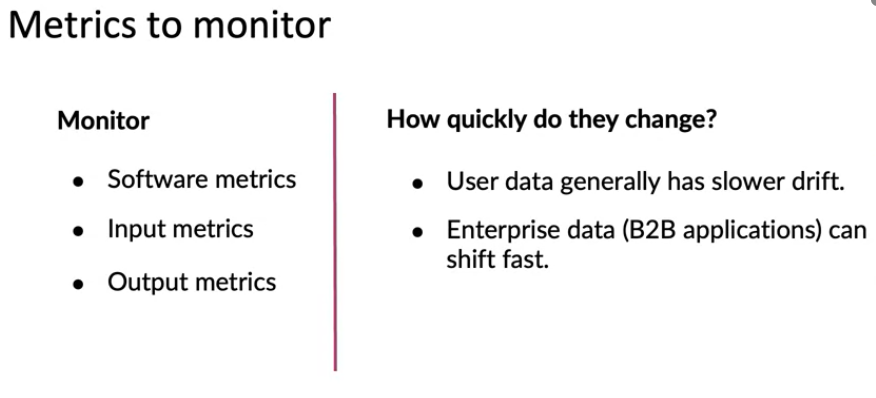 Metrics to monitor
Monitor
• Software metrics
• Input metrics
• Output metrics
How quickly do they change?
• User data generally has slower drift.
• Enterprise data (B2B applications) can
shift fast.